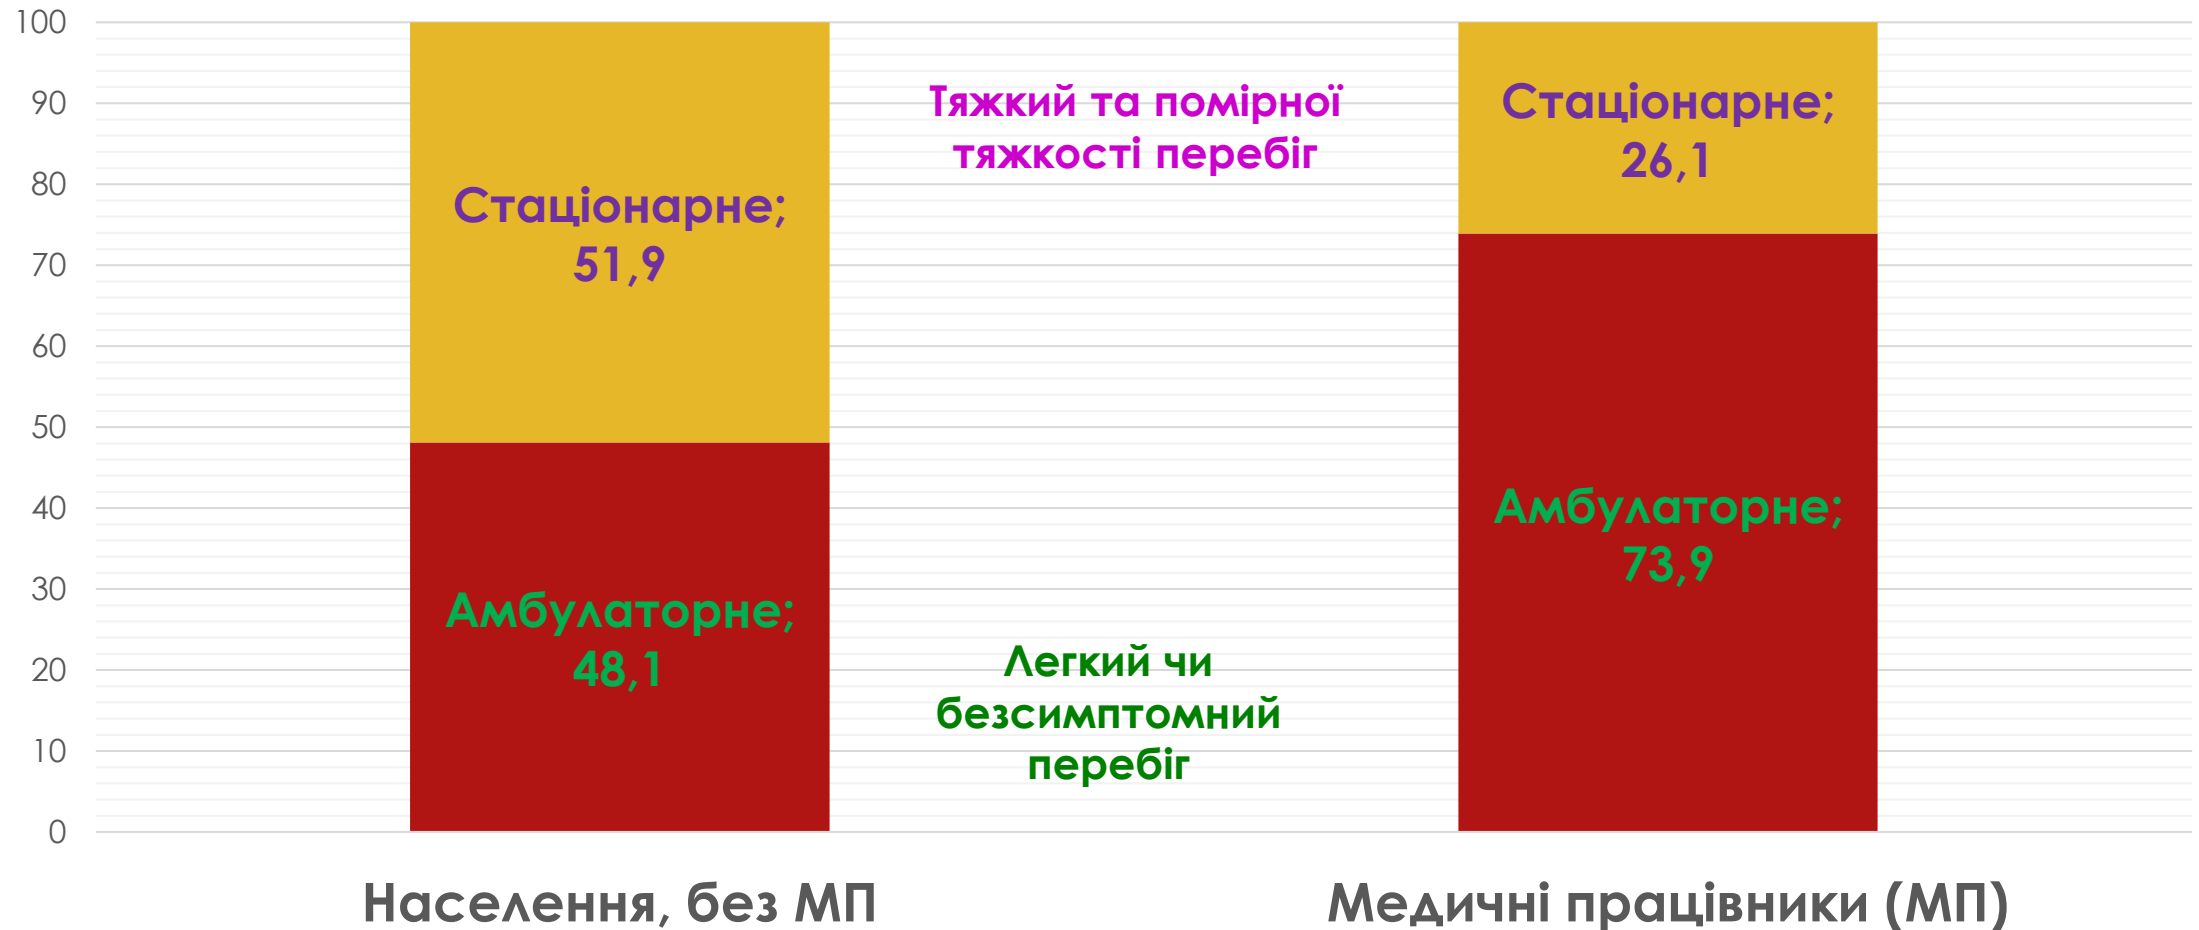 100
90
80
70
60
50
40
30
20
10
0
Стаціонарне;
51,9
Амбулаторне;
48,1
Тяжкий та помірної
тяжкості перебіг
Легкий чи
безсимптомний
перебіг
Стаціонарне;
26,1
Амбулаторне;
73,9
Населення, без МП
Медичні працівники (МП)